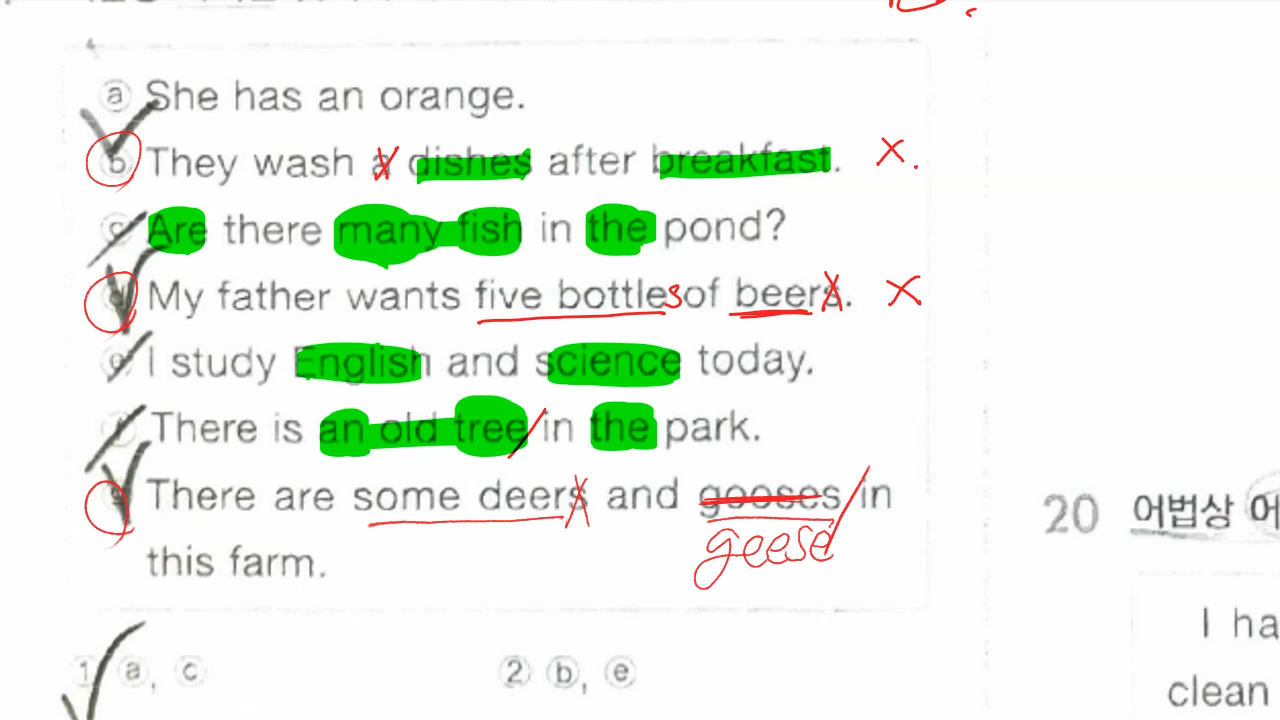 ⓐ She has an orange.
ⓑ They wash a dishes after breakfast. X.
ⓒ Are there many fish in the pond?
ⓓ My father wants five bottles of beers. X
ⓔ I study English and science today.
ⓕ There is an old tree in the park.
There are some deers and gooses in
geese
this farm.
20 어법상 어
I ha
clean
① ⓐ, ⓒ ② ⓑ, ⓔ